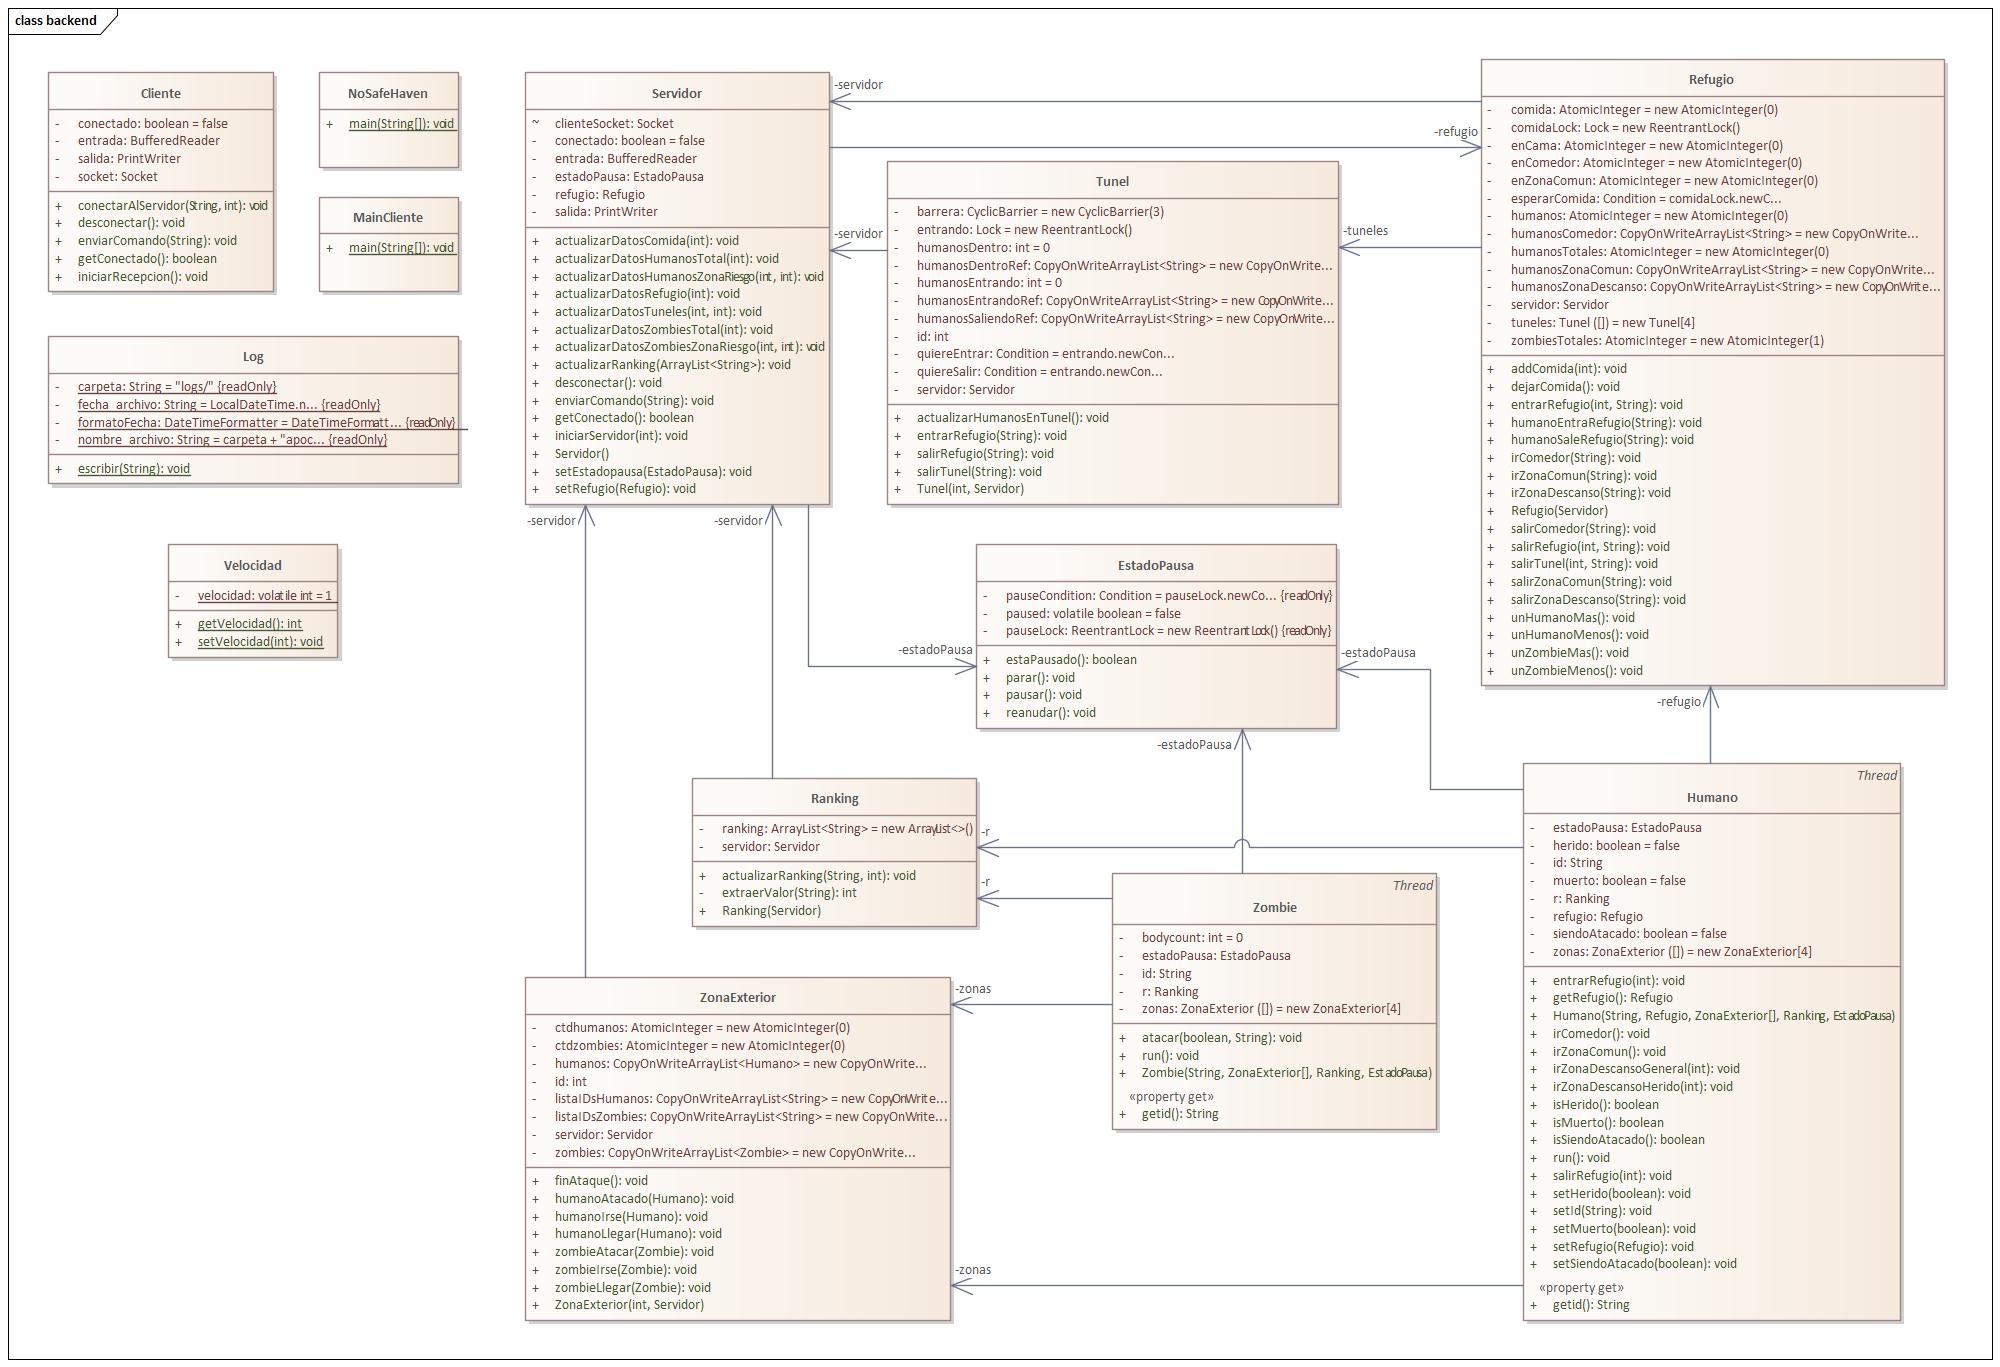 class backend
Cliente
- conectado: boolean = false
- entrada: BufferedReader
- salida: PrintWriter
- socket: Socket
+ conectarAlServidor(String, int): void
+ desconectar(): void
+ enviarComando(String): void
+ getConectado(): boolean
+ iniciarRecepcion(): void
NoSafeHaven
+ main(String[]): void
MainCliente
+ main(String[]): void
Log
- carpeta: String = "logs/" {readOnly}
- fecha_archivo: String = LocalDateTime.n... {readOnly}
- formatoFecha: DateTimeFormatter = DateTimeFormatt... {readOnly}
- nombre_archivo: String = carpeta + "apoc... {readOnly}
+ escribir(String): void
Velocidad
- velocidad: volatile int = 1
+ getVelocidad(): int
+ setVelocidad(int): void
Servidor
~ clienteSocket: Socket
- conectado: boolean = false
- entrada: BufferedReader
- estadoPausa: EstadoPausa
- refugio: Refugio
- salida: PrintWriter
+ actualizarDatosComida(int): void
+ actualizarDatosHumanosTotal(int): void
+ actualizarDatosHumanosZonaRiesgo(int, int): void
+ actualizarDatosRefugio(int): void
+ actualizarDatosTuneles(int, int): void
+ actualizarDatosZombiesTotal(int): void
+ actualizarDatosZombiesZonaRiesgo(int, int): void
+ actualizarRanking(ArrayList<String>): void
+ desconectar(): void
+ enviarComando(String): void
+ getConectado(): boolean
+ iniciarServidor(int): void
+ Servidor()
+ setEstadopausa(EstadoPausa): void
+ setRefugio(Refugio): void
-servidor
-refugio
-servidor
-tuneles
Tunel
- barrera: CyclicBarrier = new CyclicBarrier(3)
- entrando: Lock = new ReentrantLock()
- humanosDentro: int = 0
- humanosDentroRef: CopyOnWriteArrayList<String> = new CopyOnWrite...
- humanosEntrando: int = 0
- humanosEntrandoRef: CopyOnWriteArrayList<String> = new CopyOnWrite...
- humanosSaliendoRef: CopyOnWriteArrayList<String> = new CopyOnWrite...
- id: int
- quiereEntrar: Condition = entrando.newCon...
- quiereSalir: Condition = entrando.newCon...
- servidor: Servidor
+ actualizarHumanosEnTunel(): void
+ entrarRefugio(String): void
+ salirRefugio(String): void
+ salirTunel(String): void
+ Tunel(int, Servidor)
Refugio
- comida: AtomicInteger = new AtomicInteger(0)
- comidaLock: Lock = new ReentrantLock()
- enCama: AtomicInteger = new AtomicInteger(0)
- enComedor: AtomicInteger = new AtomicInteger(0)
- enZonaComun: AtomicInteger = new AtomicInteger(0)
- esperarComida: Condition = comidaLock.newC...
- humanos: AtomicInteger = new AtomicInteger(0)
- humanosComedor: CopyOnWriteArrayList<String> = new CopyOnWrite...
- humanosTotales: AtomicInteger = new AtomicInteger(0)
- humanosZonaComun: CopyOnWriteArrayList<String> = new CopyOnWrite...
- humanosZonaDescanso: CopyOnWriteArrayList<String> = new CopyOnWrite...
- servidor: Servidor
- tuneles: Tunel ([]) = new Tunel[4]
- zombiesTotales: AtomicInteger = new AtomicInteger(1)
+ addComida(int): void
+ dejarComida(): void
+ entrarRefugio(int, String): void
+ humanoEntraRefugio(String): void
+ humanoSaleRefugio(String): void
+ irComedor(String): void
+ irZonaComun(String): void
+ irZonaDescanso(String): void
+ Refugio(Servidor)
+ salirComedor(String): void
+ salirRefugio(int, String): void
+ salirTunel(int, String): void
+ salirZonaComun(String): void
+ salirZonaDescanso(String): void
+ unHumanoMas(): void
+ unHumanoMenos(): void
+ unZombieMas(): void
+ unZombieMenos(): void
-servidor
-servidor
-estadoPausa
-estadoPausa
-estadoPausa
-refugio
EstadoPausa
- pauseCondition: Condition = pauseLock.newCo... {readOnly}
- paused: volatile boolean = false
- pauseLock: ReentrantLock = new ReentrantLock() {readOnly}
+ estaPausado(): boolean
+ parar(): void
+ pausar(): void
+ reanudar(): void
Ranking
- ranking: ArrayList<String> = new ArrayList<>()
- servidor: Servidor
+ actualizarRanking(String, int): void
- extraerValor(String): int
+ Ranking(Servidor)
-r
-r
Thread
Zombie
- bodycount: int = 0
- estadoPausa: EstadoPausa
- id: String
- r: Ranking
- zonas: ZonaExterior ([]) = new ZonaExterior[4]
+ atacar(boolean, String): void
+ run(): void
+ Zombie(String, ZonaExterior[], Ranking, EstadoPausa)
«property get»
+ getid(): String
Thread
Humano
- estadoPausa: EstadoPausa
- herido: boolean = false
- id: String
- muerto: boolean = false
- r: Ranking
- refugio: Refugio
- siendoAtacado: boolean = false
- zonas: ZonaExterior ([]) = new ZonaExterior[4]
+ entrarRefugio(int): void
+ getRefugio(): Refugio
+ Humano(String, Refugio, ZonaExterior[], Ranking, EstadoPausa)
+ irComedor(): void
+ irZonaComun(): void
+ irZonaDescansoGeneral(int): void
+ irZonaDescansoHerido(int): void
+ isHerido(): boolean
+ isMuerto(): boolean
+ isSiendoAtacado(): boolean
+ run(): void
+ salirRefugio(int): void
+ setHerido(boolean): void
+ setId(String): void
+ setMuerto(boolean): void
+ setRefugio(Refugio): void
+ setSiendoAtacado(boolean): void
«property get»
+ getid(): String
ZonaExterior
- ctdhumanos: AtomicInteger = new AtomicInteger(0)
- ctdzombies: AtomicInteger = new AtomicInteger(0)
- humanos: CopyOnWriteArrayList<Humano> = new CopyOnWrite...
- id: int
- listaIDsHumanos: CopyOnWriteArrayList<String> = new CopyOnWrite...
- listaIDsZombies: CopyOnWriteArrayList<String> = new CopyOnWrite...
- servidor: Servidor
- zombies: CopyOnWriteArrayList<Zombie> = new CopyOnWrite...
+ finAtaque(): void
+ humanoAtacado(Humano): void
+ humanoIrse(Humano): void
+ humanoLlegar(Humano): void
+ zombieAtacar(Zombie): void
+ zombieIrse(Zombie): void
+ zombieLlegar(Zombie): void
+ ZonaExterior(int, Servidor)
-zonas
-zonas